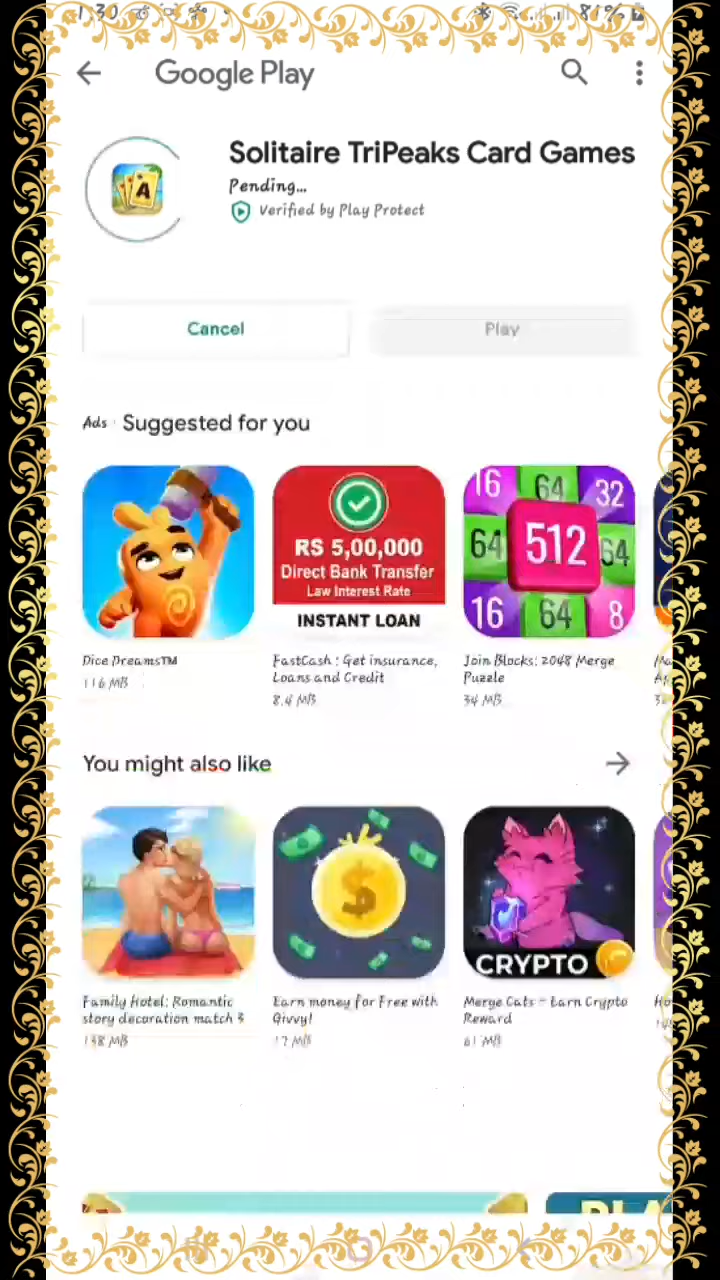 1:30
81%
Google Play
Solitaire TriPeaks Card Games
Pending...
Verified by Play Protect
A
Cancel
Play
Ads · Suggested for you
RS 5,00,000
Direct Bank Transfer
Law Interest Rate
INSTANT LOAN
16 64 32
64 512 64
16 64 8
Dice Dreams™
116 MB
FastCash : Get insurance,
Loans and Credit
8.4 MB
Join Blocks: 2048 Merge
Puzzle
34 MB
You might also like
$
CRYPTO
Family Hotel: Romantic
story decoration match 3
138 MB
Earn money for Free with
Givvy!
17 MB
Merge Cats - Earn Crypto
Reward
61 MB